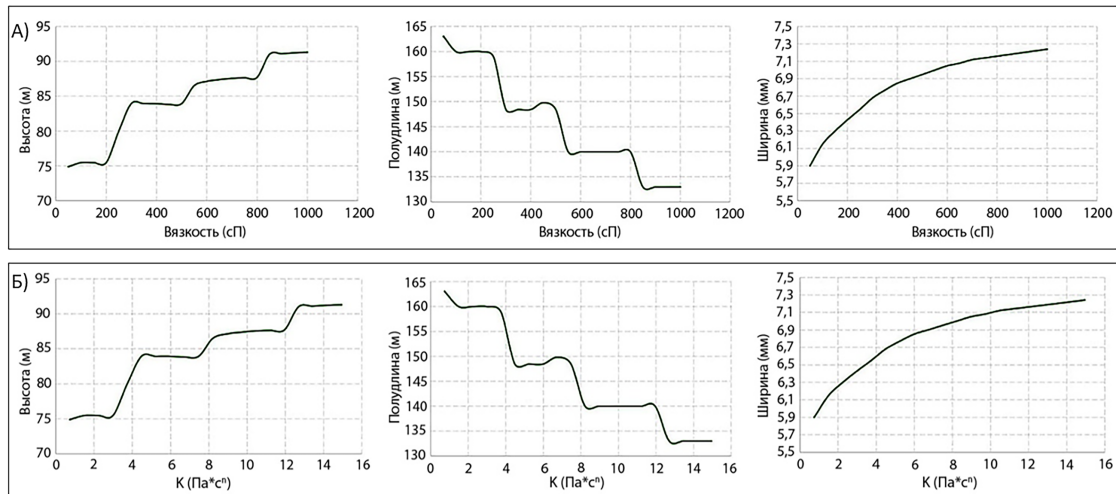 А)
Высота (м)
95
90
85
80
75
70
0 200 400 600 800 1000 1200
Вязкость (сП)
Полудлина (м)
165
160
155
150
145
140
135
130
0 200 400 600 800 1000 1200
Вязкость (сП)
Ширина (мм)
7,5
7,3
7,1
6,9
6,7
6,5
6,3
6,1
5,9
5,7
5,5
0 200 400 600 800 1000 1200
Вязкость (сП)
Б)
Высота (м)
95
90
85
80
75
70
0 2 4 6 8 10 12 14 16
К (Па*сⁿ)
Полудлина (м)
165
160
155
150
145
140
135
130
0 2 4 6 8 10 12 14 16
К (Па*сⁿ)
Ширина (мм)
7,5
7,3
7,1
6,9
6,7
6,5
6,3
6,1
5,9
5,7
5,5
0 2 4 6 8 10 12 14 16
К (Па*сⁿ)